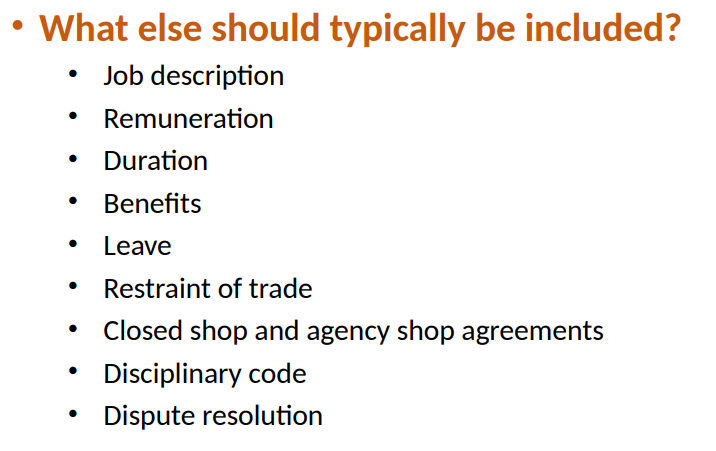 • What else should typically be included?
• Job description
• Remuneration
• Duration
• Benefits
• Leave
• Restraint of trade
• Closed shop and agency shop agreements
• Disciplinary code
• Dispute resolution